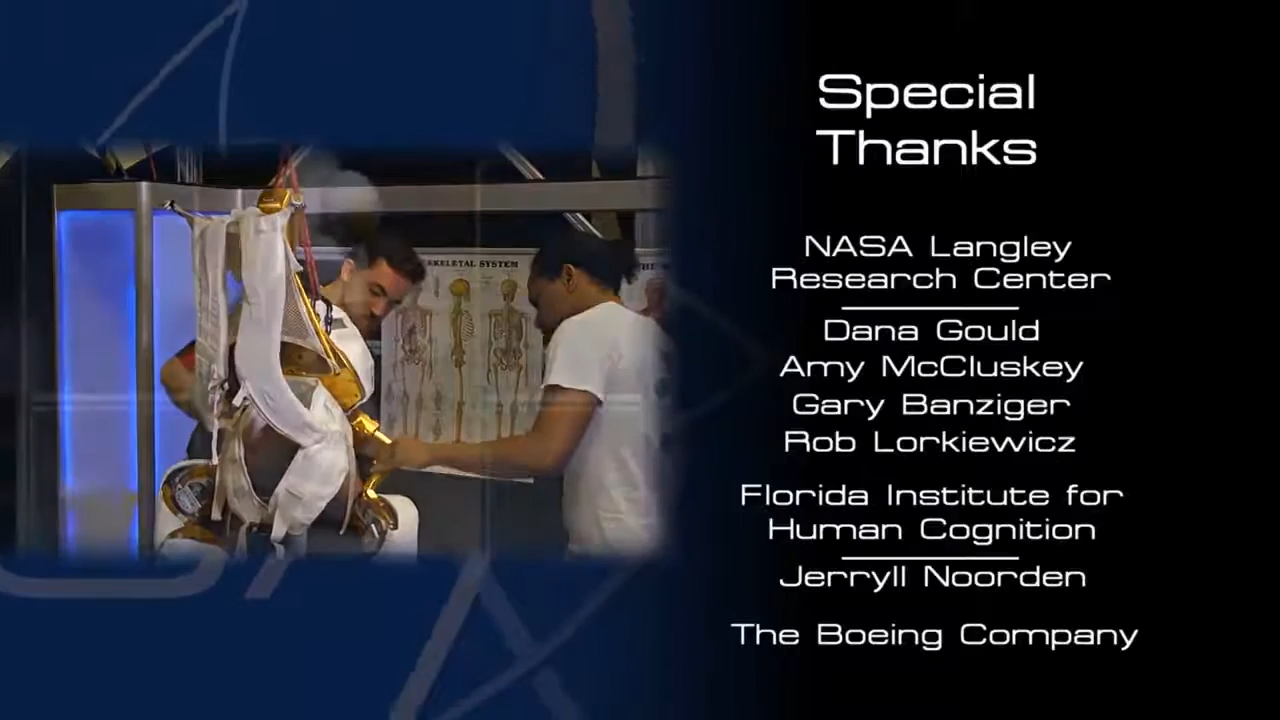 Special
Thanks
NASA Langley
Research Center
Dana Gould
Amy McCluskey
Gary Banziger
Rob Lorkiewicz
Florida Institute for
Human Cognition
Jerryll Noorden
The Boeing Company
SKELETAL SYSTEM